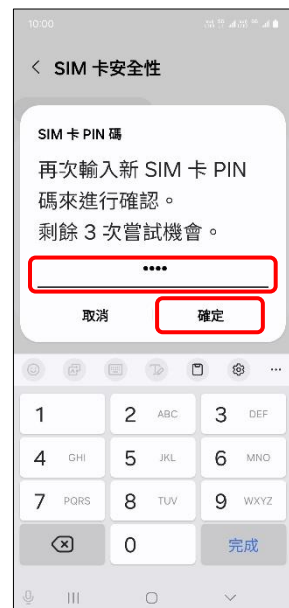 10:00
SIM 卡安全性
SIM 卡 PIN 碼
再次輸入新 SIM 卡 PIN
碼來進行確認。
剩餘 3 次嘗試機會。
••••
取消 確定
1 2 ABC 3 DEF
4 GHI 5 JKL 6 MNO
7 PQRS 8 TUV 9 WXYZ
0 完成